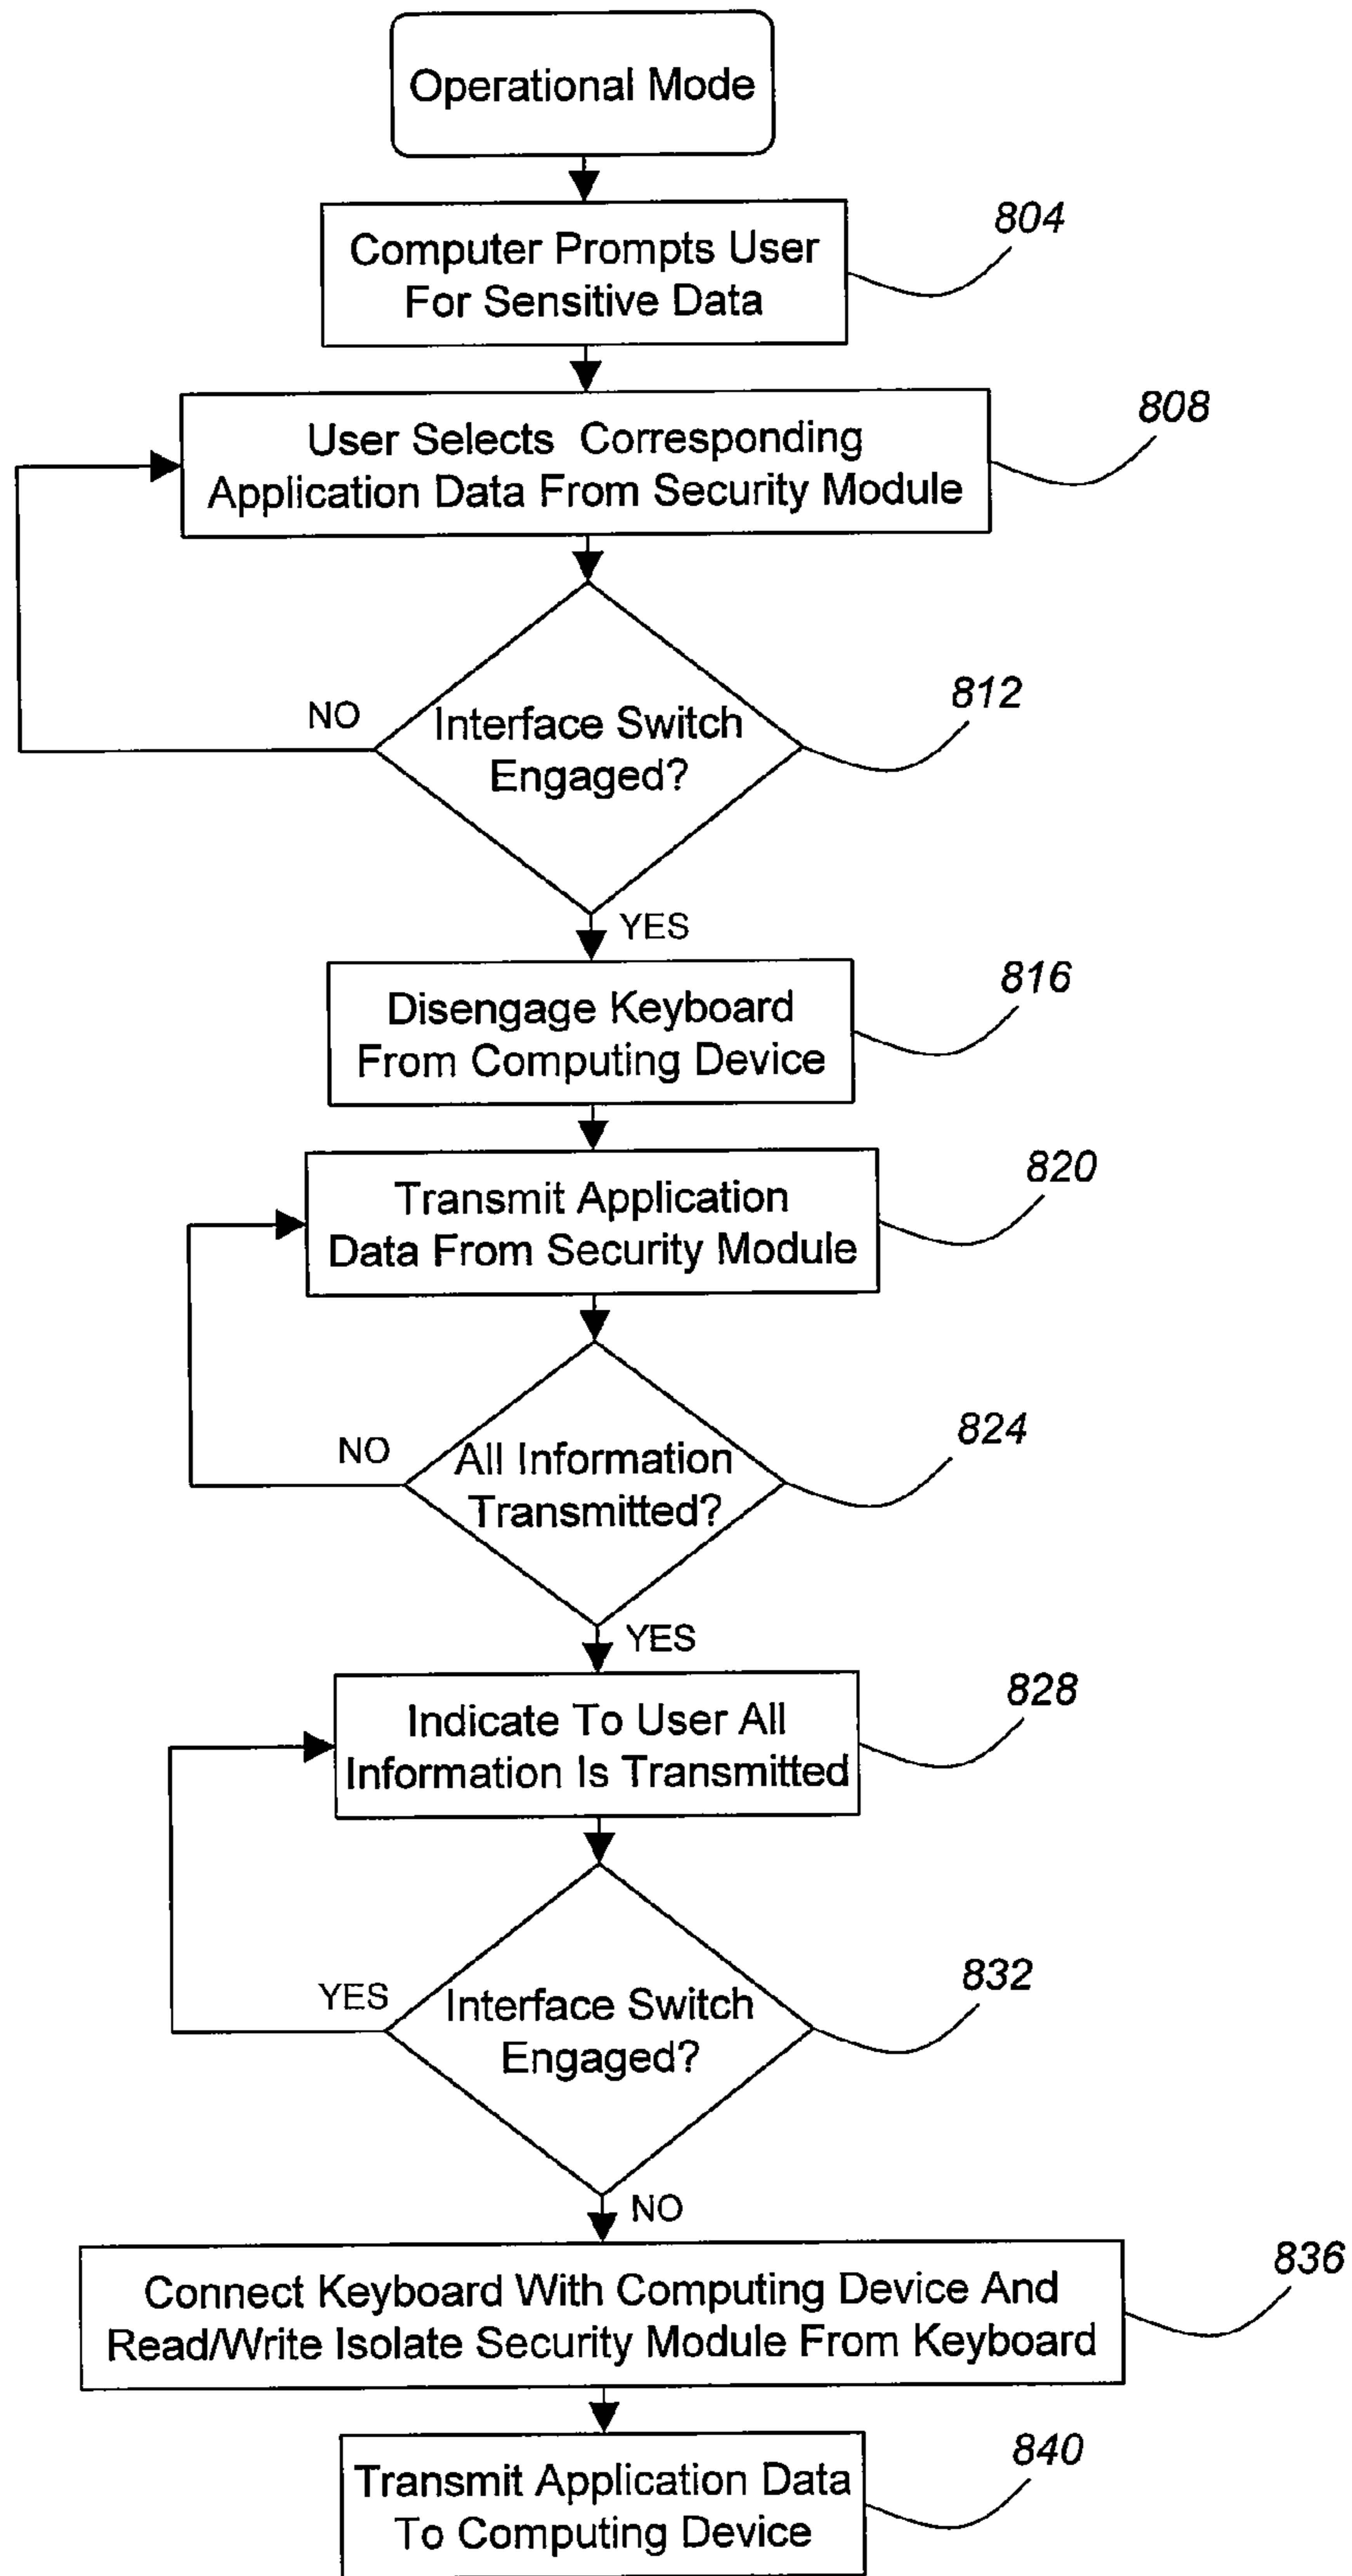 Operational Mode
804
Computer Prompts User
For Sensitive Data
808
User Selects Corresponding
Application Data From Security Module
812
NO
Interface Switch
Engaged?
YES
816
Disengage Keyboard
From Computing Device
820
Transmit Application
Data From Security Module
824
NO
All Information
Transmitted?
YES
828
Indicate To User All
Information Is Transmitted
832
YES
Interface Switch
Engaged?
NO
836
Connect Keyboard With Computing Device And
Read/Write Isolate Security Module From Keyboard
840
Transmit Application Data
To Computing Device